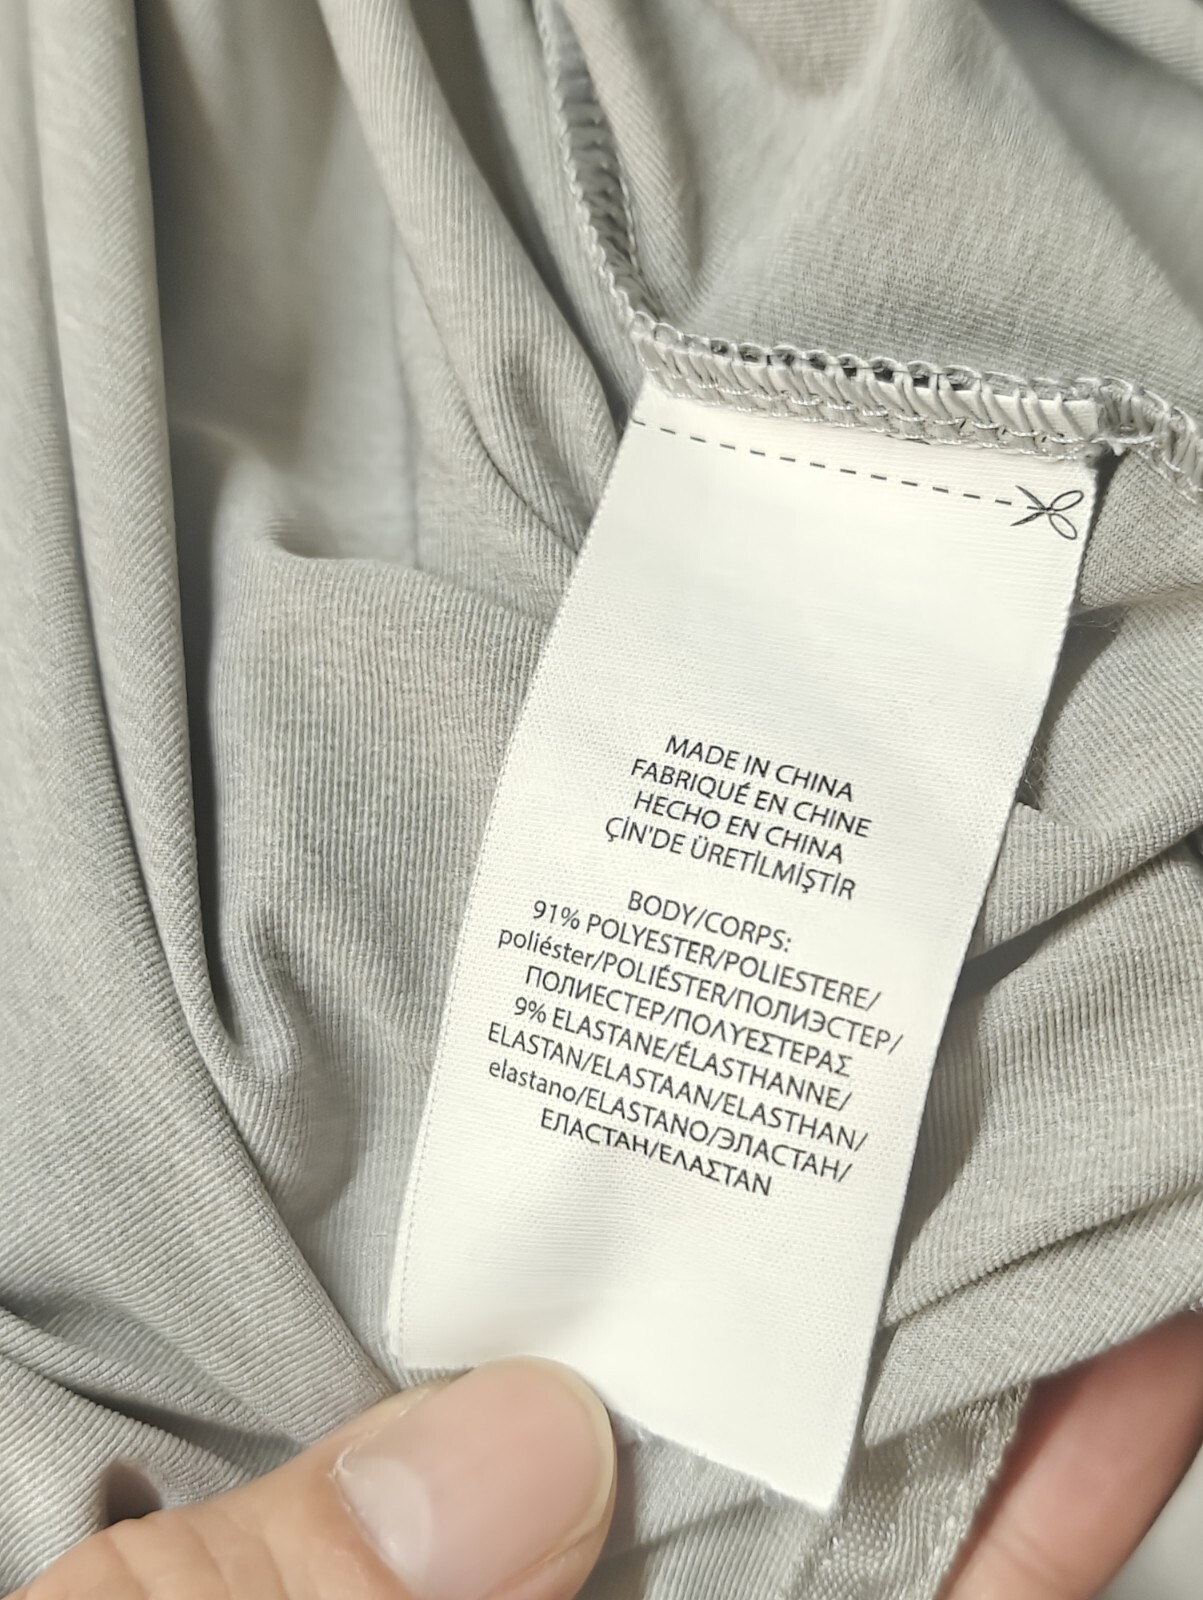 MADE IN CHINA
FABRIQUÉ EN CHINE
HECHO EN CHINA
ÇİN'DE ÜRETİLMİŞTİR
BODY/CORPS:
91% POLYESTER/POLIESTERE/
poliéster/POLIÉSTER/ПОЛИЭСТЕР/
ПОЛИЕСТЕР/ΠΟΛΥΕΣΤΕΡΑΣ
9% ELASTANE/ÉLASTHANNE/
ELASTAN/ELASTAAN/ELASTHAN/
elastano/ELASTANO/ЭЛАСТАН/
ЕЛАСТАН/ΕΛΑΣΤΑΝ